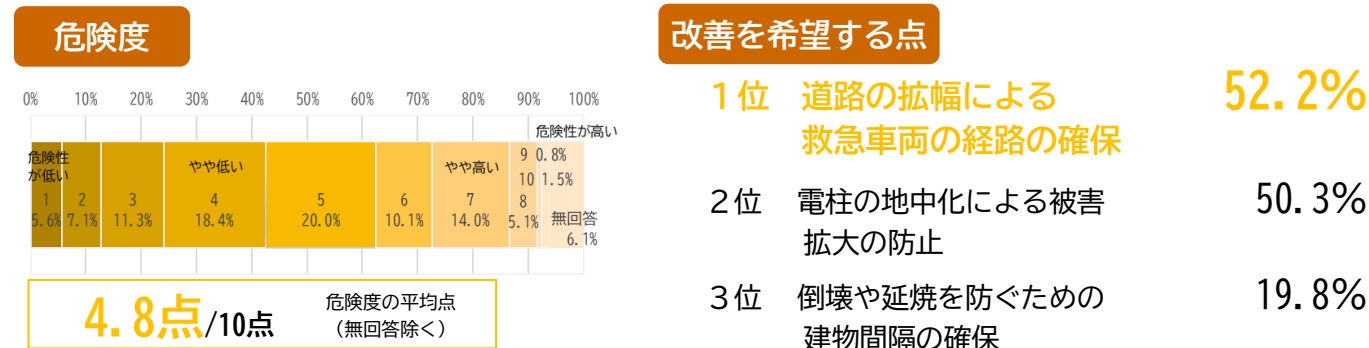 危険度
0% 10% 20% 30% 40% 50% 60% 70% 80% 90% 100%
危険性が高い
危険性
が低い
やや低い
やや高い
9 0.8%
10 1.5%
1 2 3 4 5 6 7 8
5.6% 7.1% 11.3% 18.4% 20.0% 10.1% 14.0% 5.1%
無回答
6.1%
4.8点/10点
危険度の平均点
（無回答除く）
改善を希望する点
1位 道路の拡幅による 52.2%
救急車両の経路の確保
2位 電柱の地中化による被害 50.3%
拡大の防止
3位 倒壊や延焼を防ぐための 19.8%
建物間隔の確保